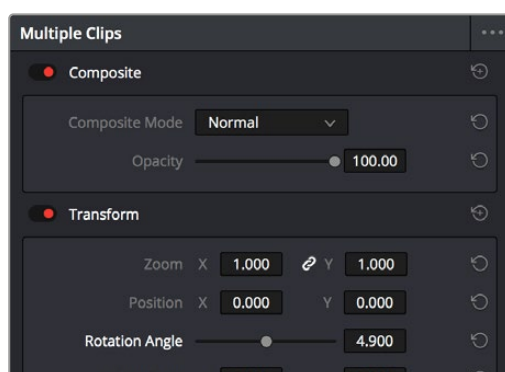 Multiple Clips
Composite
Composite Mode Normal
Opacity 100.00
Transform
Zoom X 1.000 Y 1.000
Position X 0.000 Y 0.000
Rotation Angle 4.900